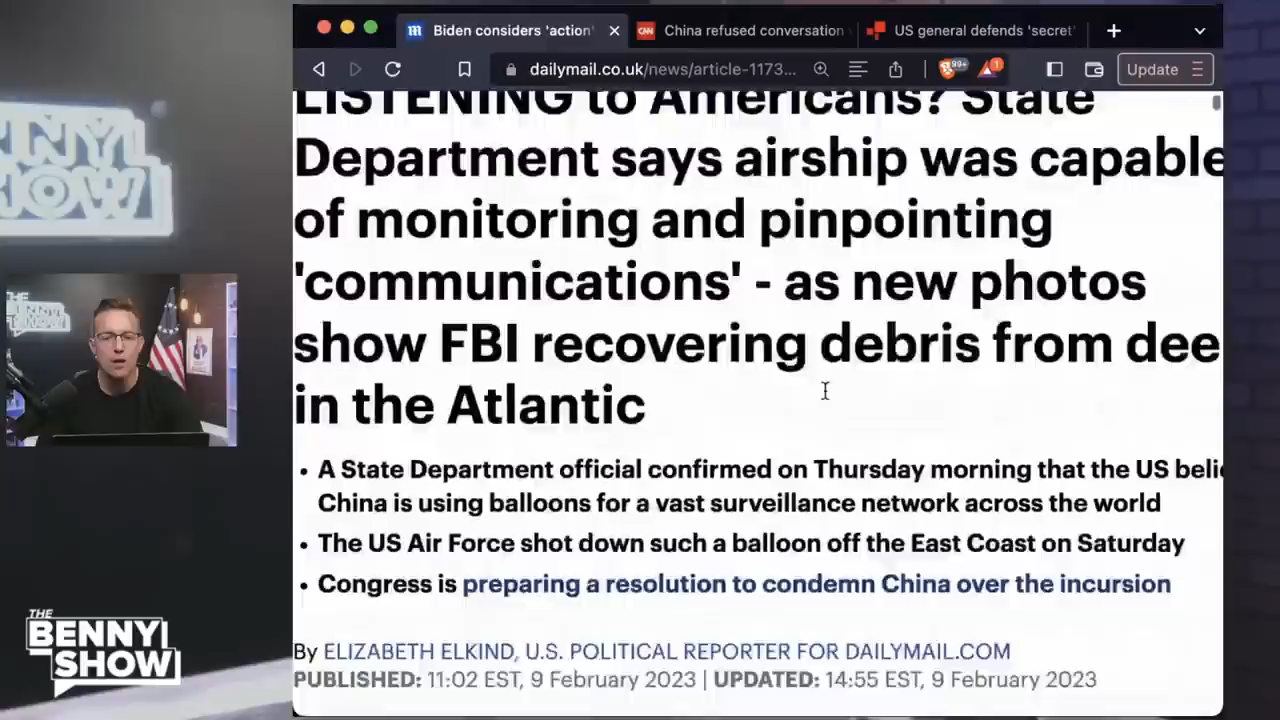 Biden considers 'action'
China refused conversation
US general defends 'secret'
dailymail.co.uk/news/article-1173...
99+
1
Update
LISTENING to Americans? State
Department says airship was capable
of monitoring and pinpointing
'communications' - as new photos
show FBI recovering debris from dee
in the Atlantic
• A State Department official confirmed on Thursday morning that the US beli
China is using balloons for a vast surveillance network across the world
• The US Air Force shot down such a balloon off the East Coast on Saturday
• Congress is preparing a resolution to condemn China over the incursion
By ELIZABETH ELKIND, U.S. POLITICAL REPORTER FOR DAILYMAIL.COM
PUBLISHED: 11:02 EST, 9 February 2023 | UPDATED: 14:55 EST, 9 February 2023
THE
BENNY
SHOW